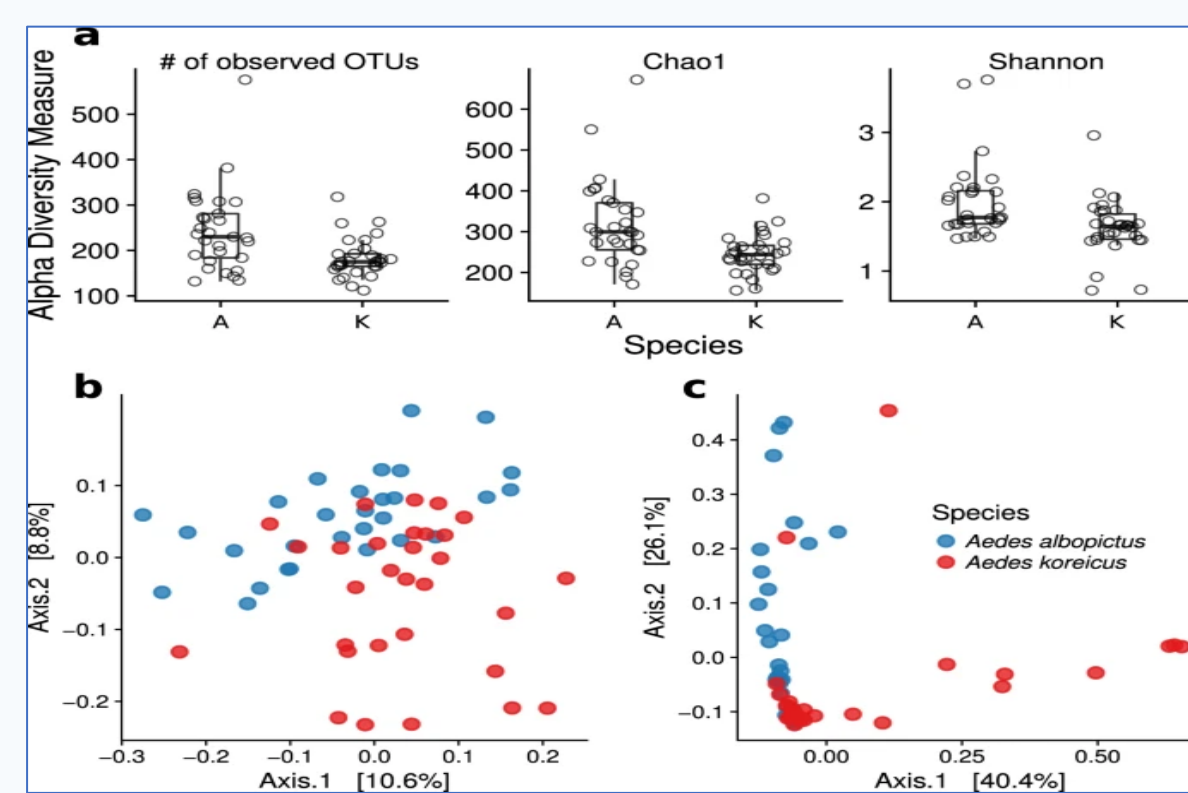 a
# of observed OTUs
Chao1
Shannon
Alpha Diversity Measure
500
400
300
200
100
600
500
400
300
200
3
2
1
A
K
A
K
A
K
Species
b
c
Axis.2 [8.8%]
0.1
0.0
−0.1
−0.2
−0.3
−0.2
−0.1
0.0
0.1
0.2
Axis.1 [10.6%]
Axis.2 [26.1%]
0.4
0.3
0.2
0.1
0.0
−0.1
Species
Aedes albopictus
Aedes koreicus
0.00
0.25
0.50
Axis.1 [40.4%]